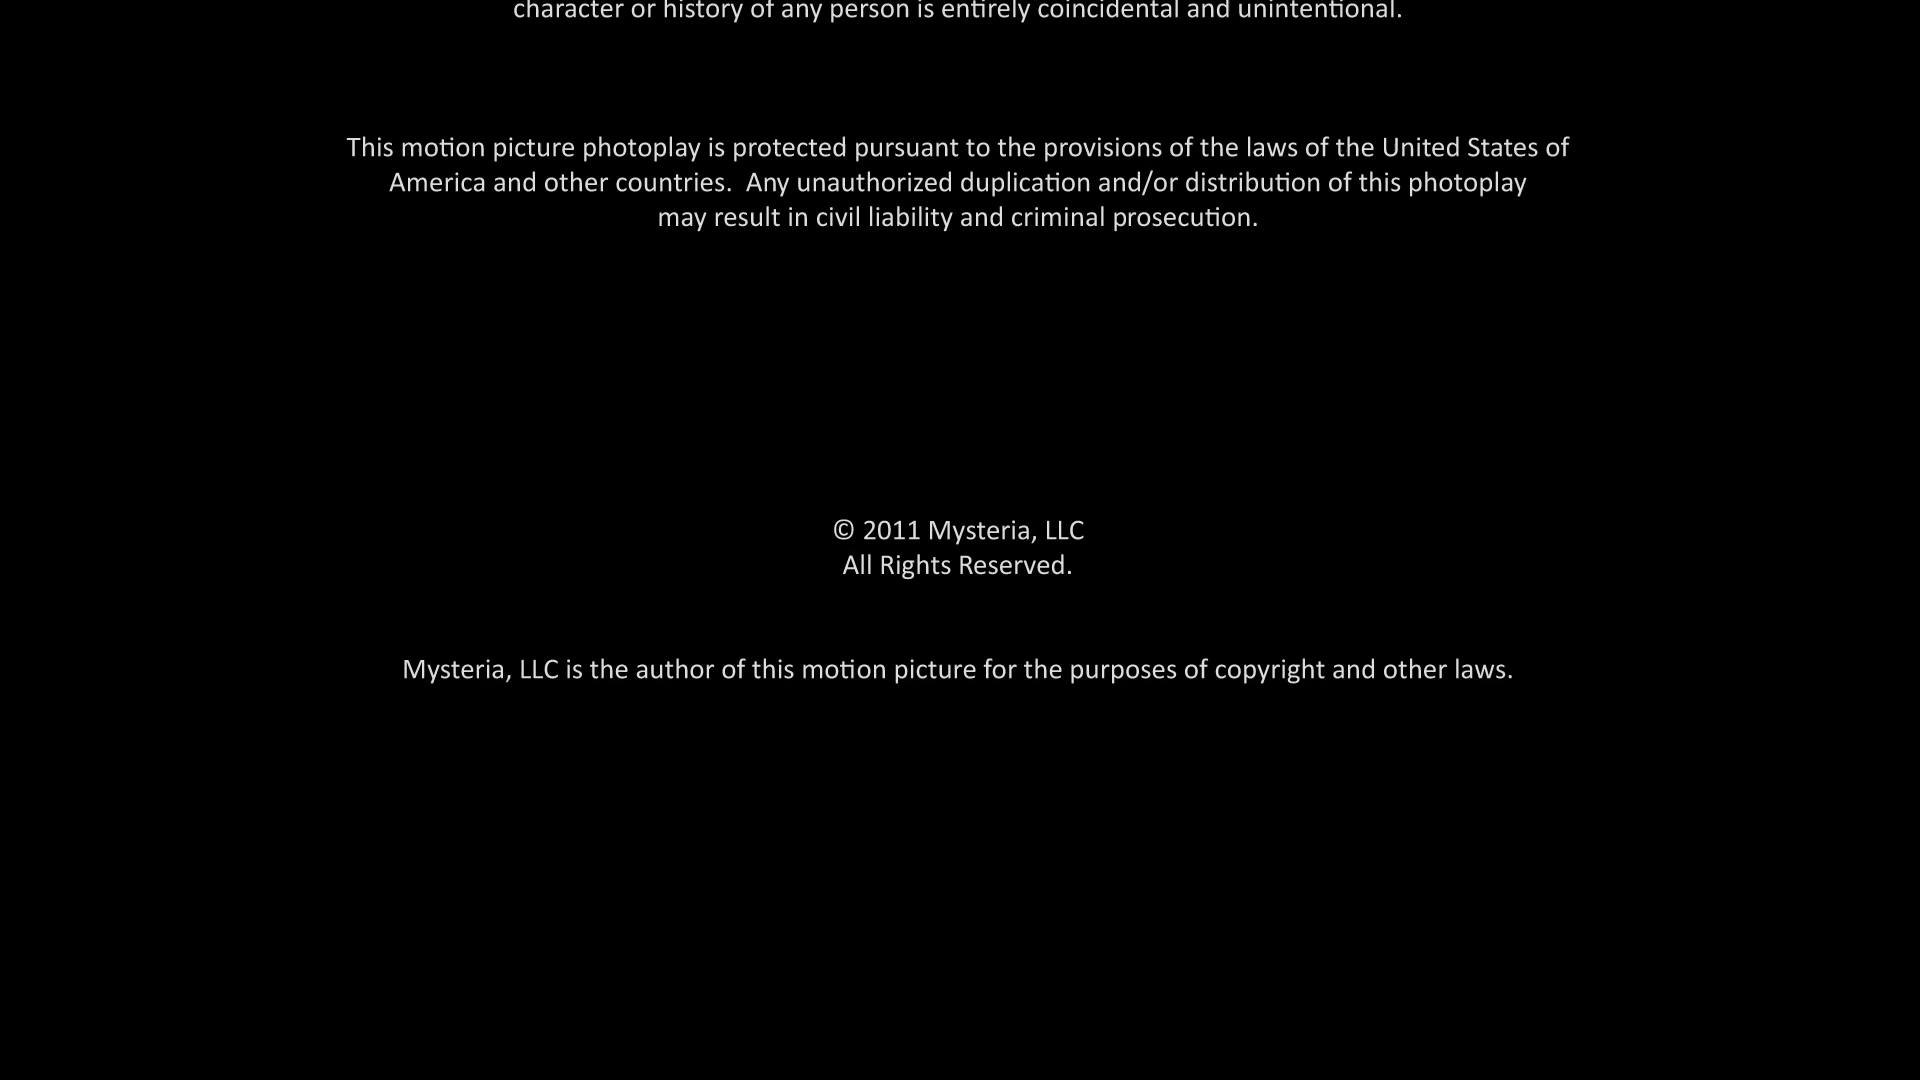 character or history of any person is entirely coincidental and unintentional.
This motion picture photoplay is protected pursuant to the provisions of the laws of the United States of
America and other countries.  Any unauthorized duplication and/or distribution of this photoplay
may result in civil liability and criminal prosecution.
© 2011 Mysteria, LLC
All Rights Reserved.
Mysteria, LLC is the author of this motion picture for the purposes of copyright and other laws.